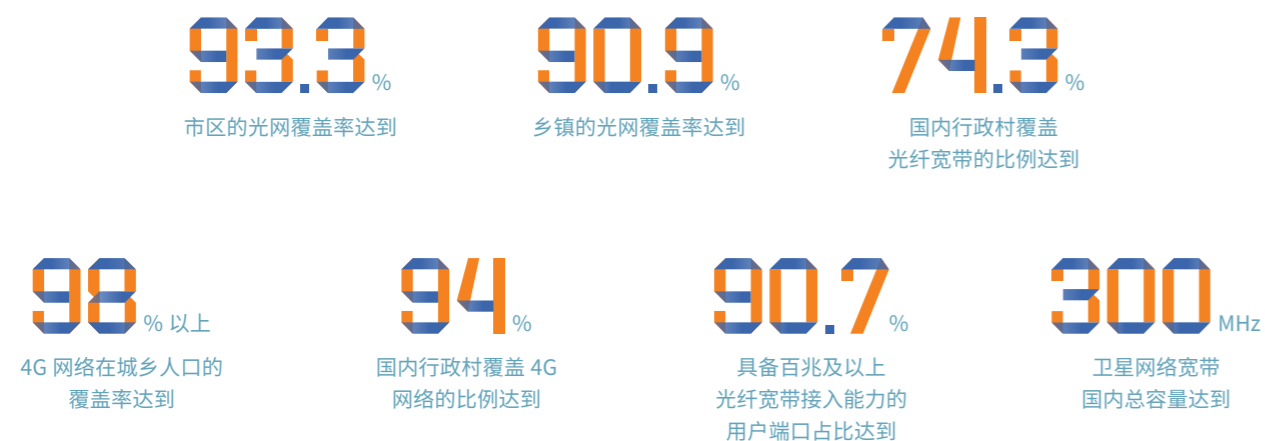 93.3%
市区的光网覆盖率达到
90.9%
乡镇的光网覆盖率达到
74.3%
国内行政村覆盖
光纤宽带的比例达到
98% 以上
4G 网络在城乡人口的
覆盖率达到
94%
国内行政村覆盖 4G
网络的比例达到
90.7%
具备百兆及以上
光纤宽带接入能力的
用户端口占比达到
300MHz
卫星网络宽带
国内总容量达到